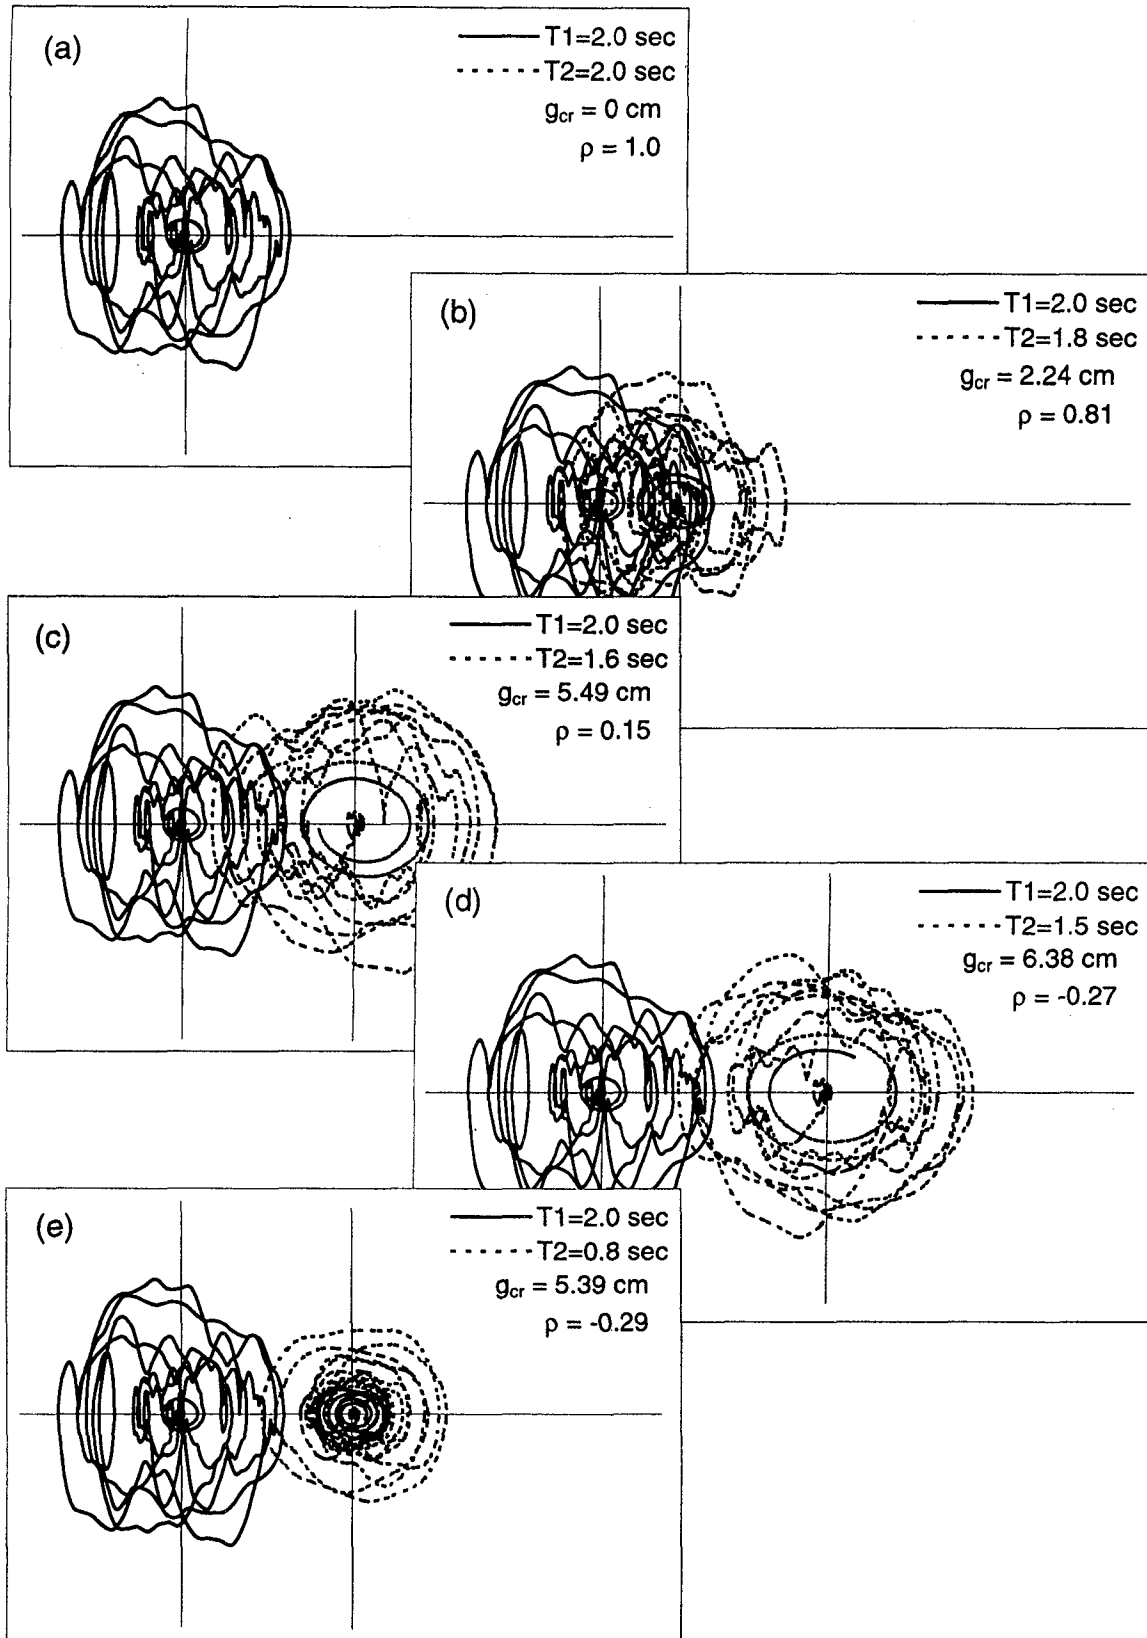 (a)
T1=2.0 sec
T2=2.0 sec
gcr = 0 cm
ρ = 1.0
(b)
T1=2.0 sec
T2=1.8 sec
gcr = 2.24 cm
ρ = 0.81
(c)
T1=2.0 sec
T2=1.6 sec
gcr = 5.49 cm
ρ = 0.15
(d)
T1=2.0 sec
T2=1.5 sec
gcr = 6.38 cm
ρ = -0.27
(e)
T1=2.0 sec
T2=0.8 sec
gcr = 5.39 cm
ρ = -0.29